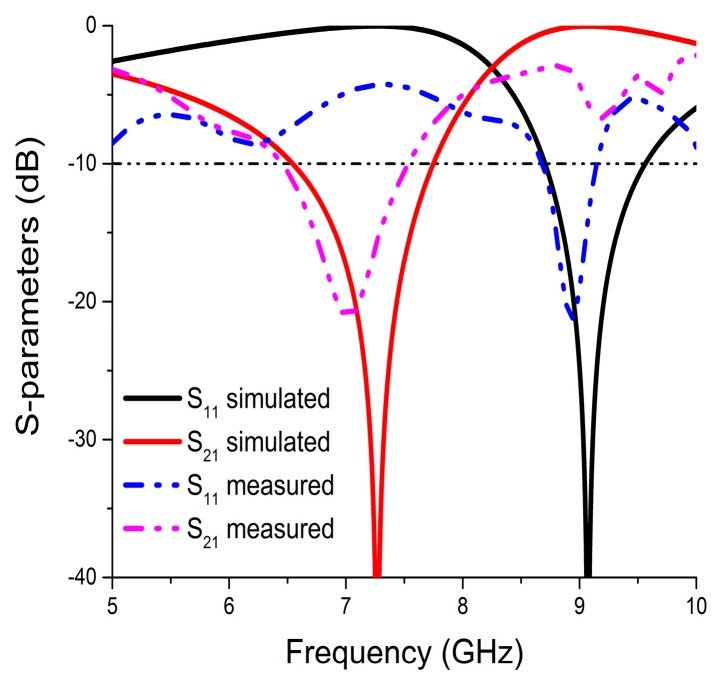 0
-10
-20
-30
-40
S-parameters (dB)
S11 simulated
S21 simulated
S11 measured
S21 measured
5 6 7 8 9 10
Frequency (GHz)